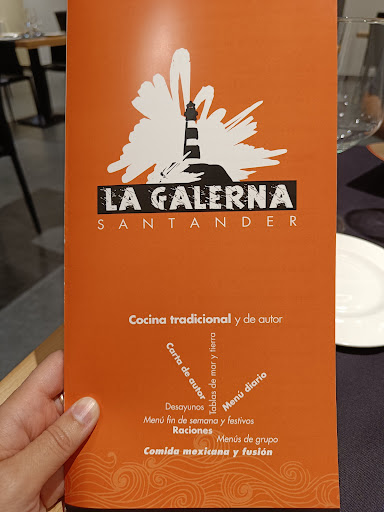 LA GALERNA
SANTANDER
Cocina tradicional y de autor
Carta de autor
Tablas de mar y tierra
Menú diario
Desayunos
Menú fin de semana y festivos
Raciones
Menús de grupo
Comida mexicana y fusión